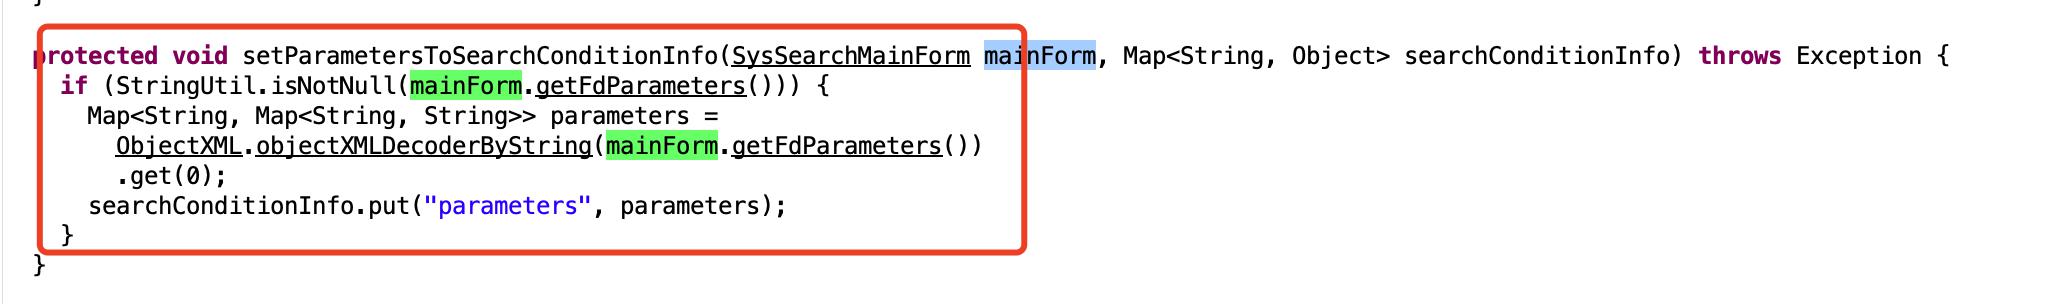 }
protected void setParametersToSearchConditionInfo(SysSearchMainForm mainForm, Map<String, Object> searchConditionInfo) throws Exception {
if (StringUtil.isNotNull(mainForm.getFdParameters())) {
Map<String, Map<String, String>> parameters =
ObjectXML.objectXMLDecoderByString(mainForm.getFdParameters())
.get(0);
searchConditionInfo.put("parameters", parameters);
}
}